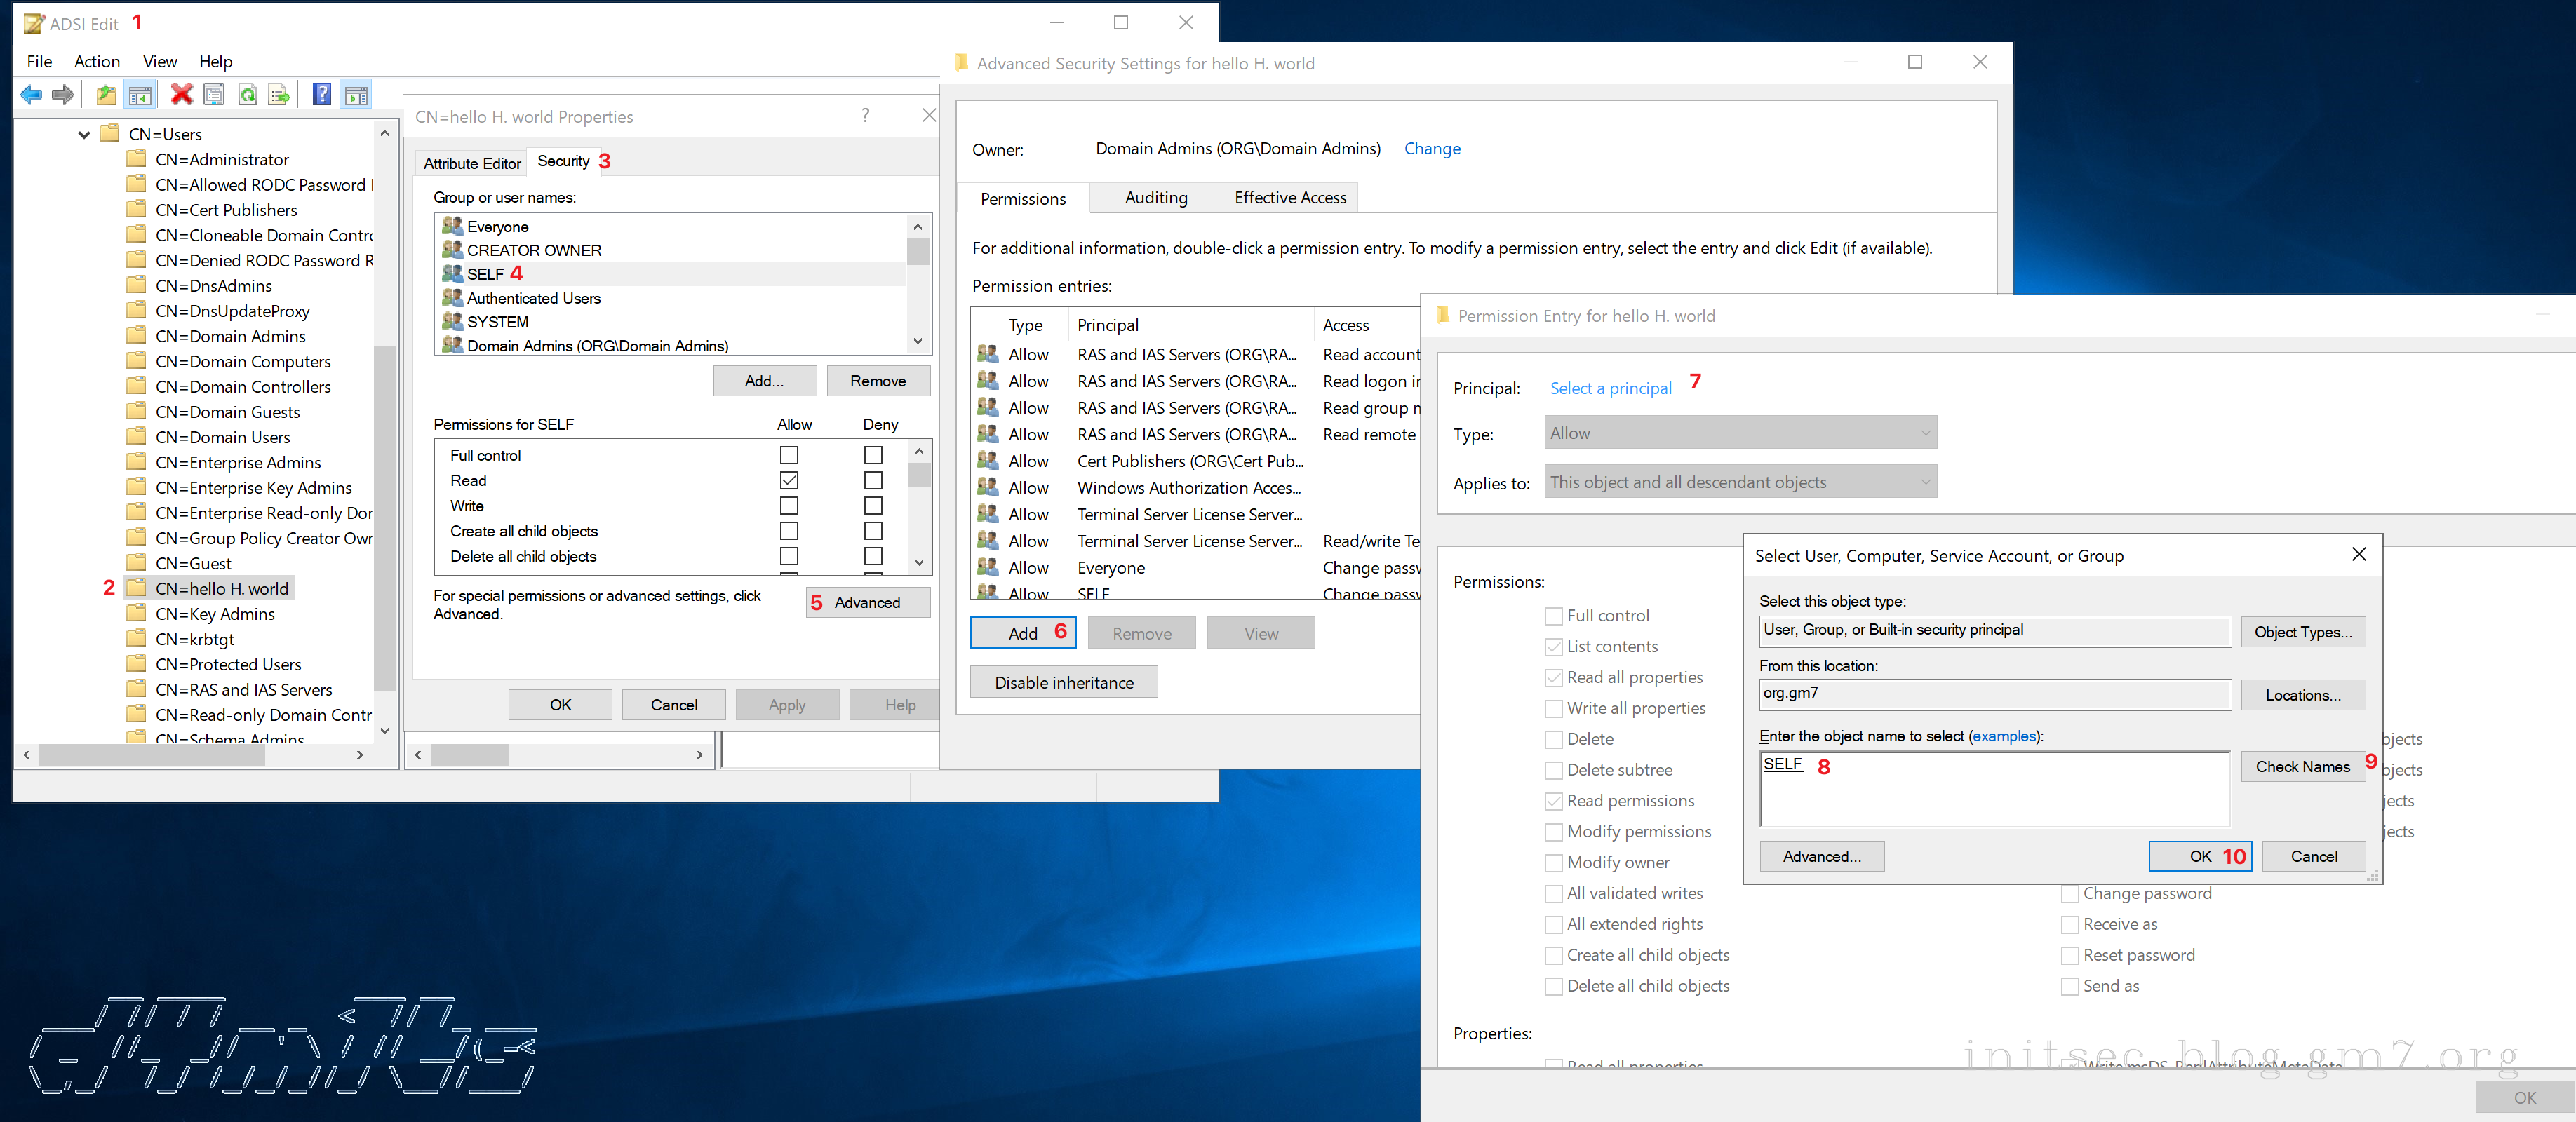 ADSI Edit 1
File Action View Help
CN=Users
CN=Administrator
CN=Allowed RODC Password
CN=Cert Publishers
CN=Cloneable Domain Contrc
CN=Denied RODC Password R
CN=DnsAdmins
CN=DnsUpdateProxy
CN=Domain Admins
CN=Domain Computers
CN=Domain Controllers
CN=Domain Guests
CN=Domain Users
CN=Enterprise Admins
CN=Enterprise Key Admins
CN=Enterprise Read-only Dor
CN=Group Policy Creator Owr
CN=Guest
2 CN=hello H. world
CN=Key Admins
CN=krbtgt
CN=Protected Users
CN=RAS and IAS Servers
CN=Read-only Domain Contr
CN=Schema Admins
CN=hello H. world Properties
?
Attribute Editor Security 3
Group or user names:
Everyone
CREATOR OWNER
SELF 4
Authenticated Users
SYSTEM
Domain Admins (ORG\Domain Admins)
Add... Remove
Permissions for SELF Allow Deny
Full control
Read
Write
Create all child objects
Delete all child objects
For special permissions or advanced settings, click
Advanced.
5 Advanced
OK Cancel Apply Help
Advanced Security Settings for hello H. world
Owner: Domain Admins (ORG\Domain Admins) Change
Permissions Auditing Effective Access
For additional information, double-click a permission entry. To modify a permission entry, select the entry and click Edit (if available).
Permission entries:
Type Principal Access
Allow RAS and IAS Servers (ORG\RA... Read account
Allow RAS and IAS Servers (ORG\RA... Read logon ir
Allow RAS and IAS Servers (ORG\RA... Read group m
Allow RAS and IAS Servers (ORG\RA... Read remote
Allow Cert Publishers (ORG\Cert Pub...
Allow Windows Authorization Acces...
Allow Terminal Server License Server...
Allow Terminal Server License Server... Read/write Te
Allow Everyone Change passw
Allow SELF Change passw
Add 6 Remove View
Disable inheritance
Permission Entry for hello H. world
Principal: Select a principal 7
Type: Allow
Applies to: This object and all descendant objects
Permissions:
Full control
List contents
Read all properties
Write all properties
Delete
Delete subtree
Read permissions
Modify permissions
Modify owner
All validated writes
All extended rights
Create all child objects
Delete all child objects
bjects
bjects
jects
jects
Change password
Receive as
Reset password
Send as
Properties:
Read all properties
Write msDS-ReplAttributeMetaData
OK
Select User, Computer, Service Account, or Group
Select this object type:
User, Group, or Built-in security principal Object Types...
From this location:
org.gm7 Locations...
Enter the object name to select (examples):
SELF 8 Check Names 9
Advanced... OK 10 Cancel
initsec.blog.gm7.org